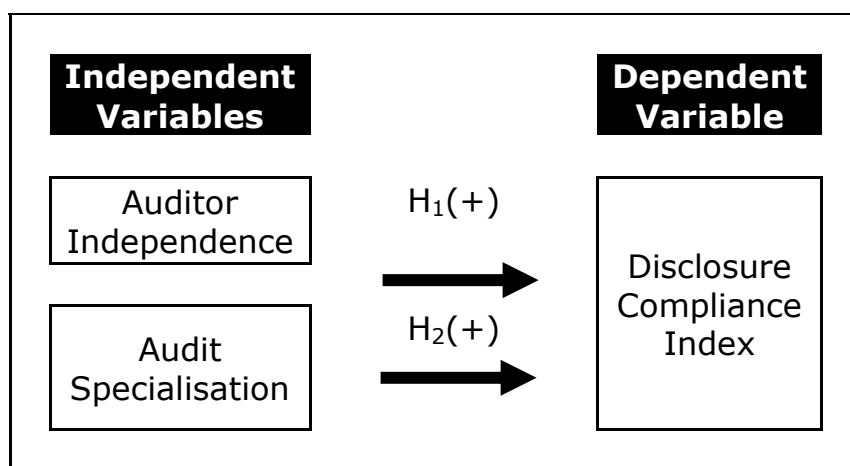 Independent
Variables
Dependent
Variable
Auditor
Independence
H₁(+)
Disclosure
Compliance
Index
H₂(+)
Audit
Specialisation